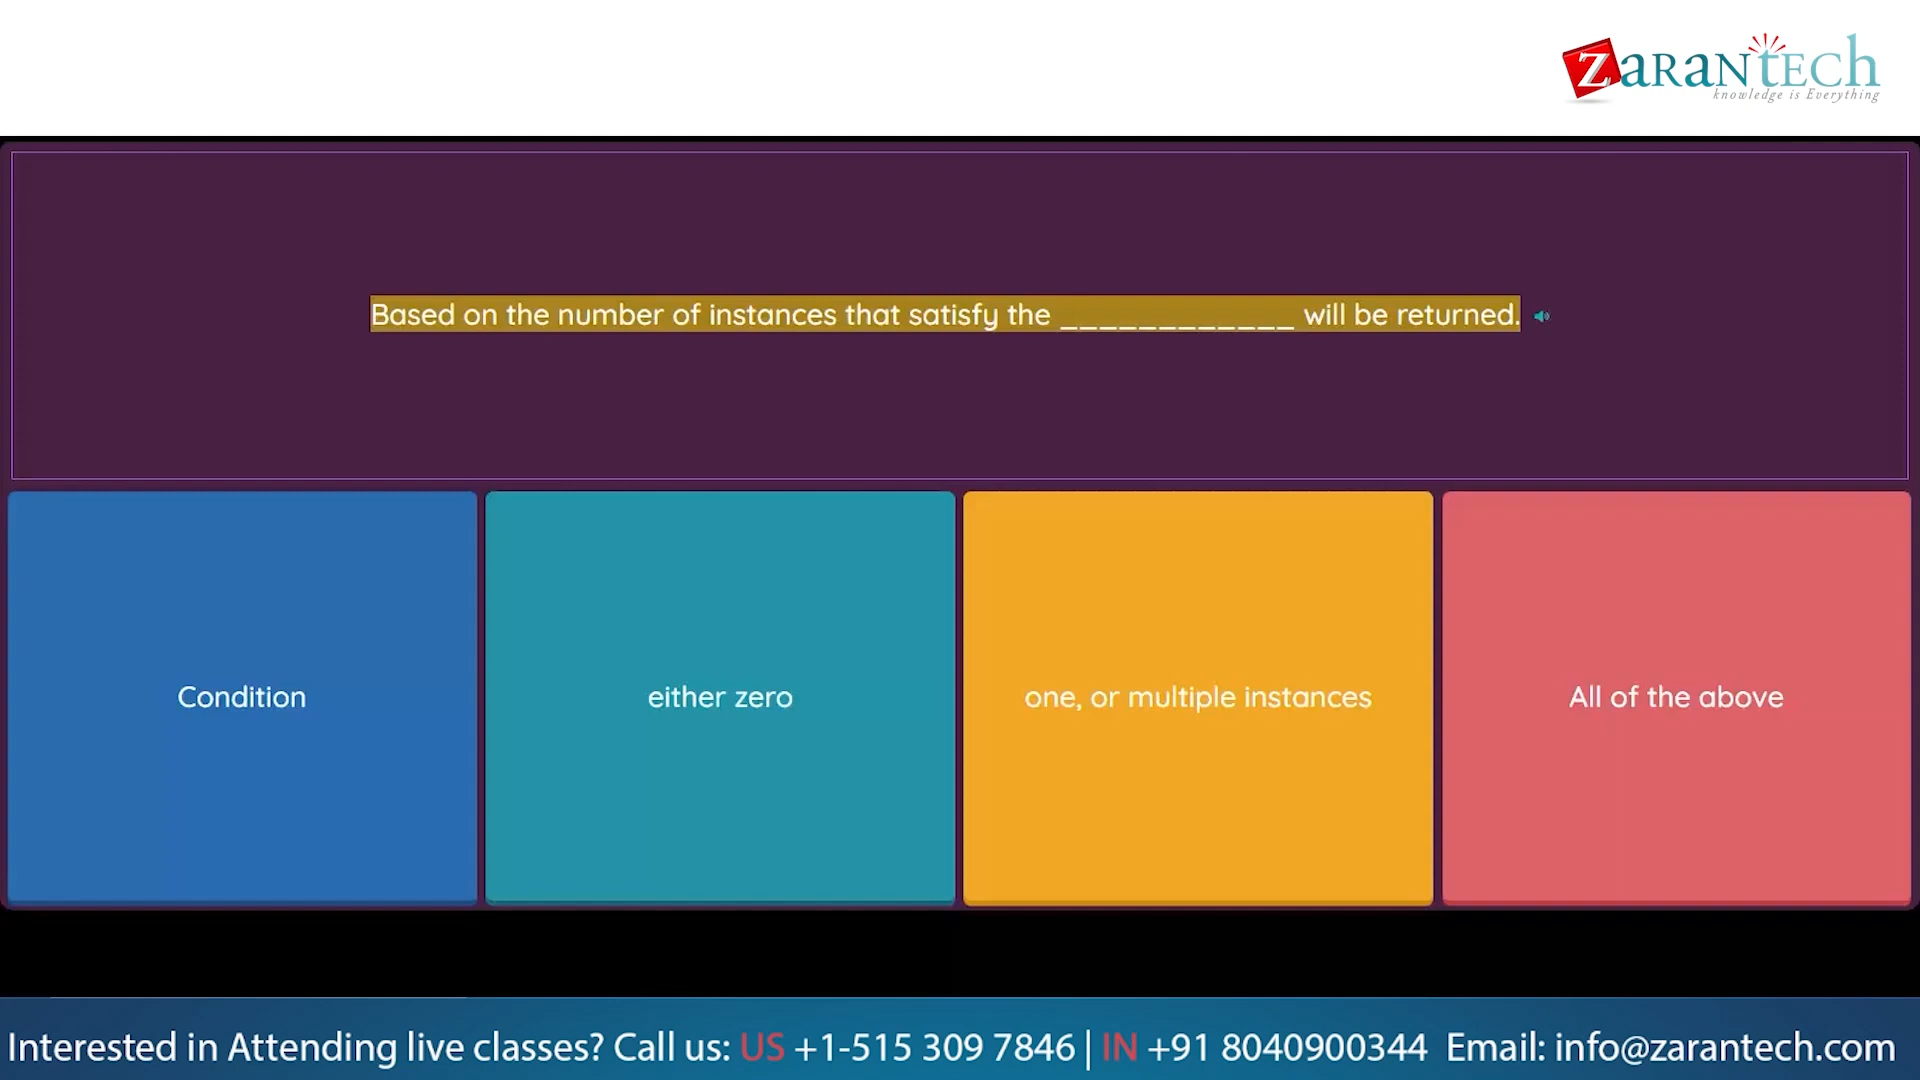 ZaranTech
knowledge is Everything
Based on the number of instances that satisfy the ____________ will be returned.
Condition
either zero
one, or multiple instances
All of the above
Interested in Attending live classes? Call us: US +1-515 309 7846 | IN +91 8040900344 Email: info@zarantech.com